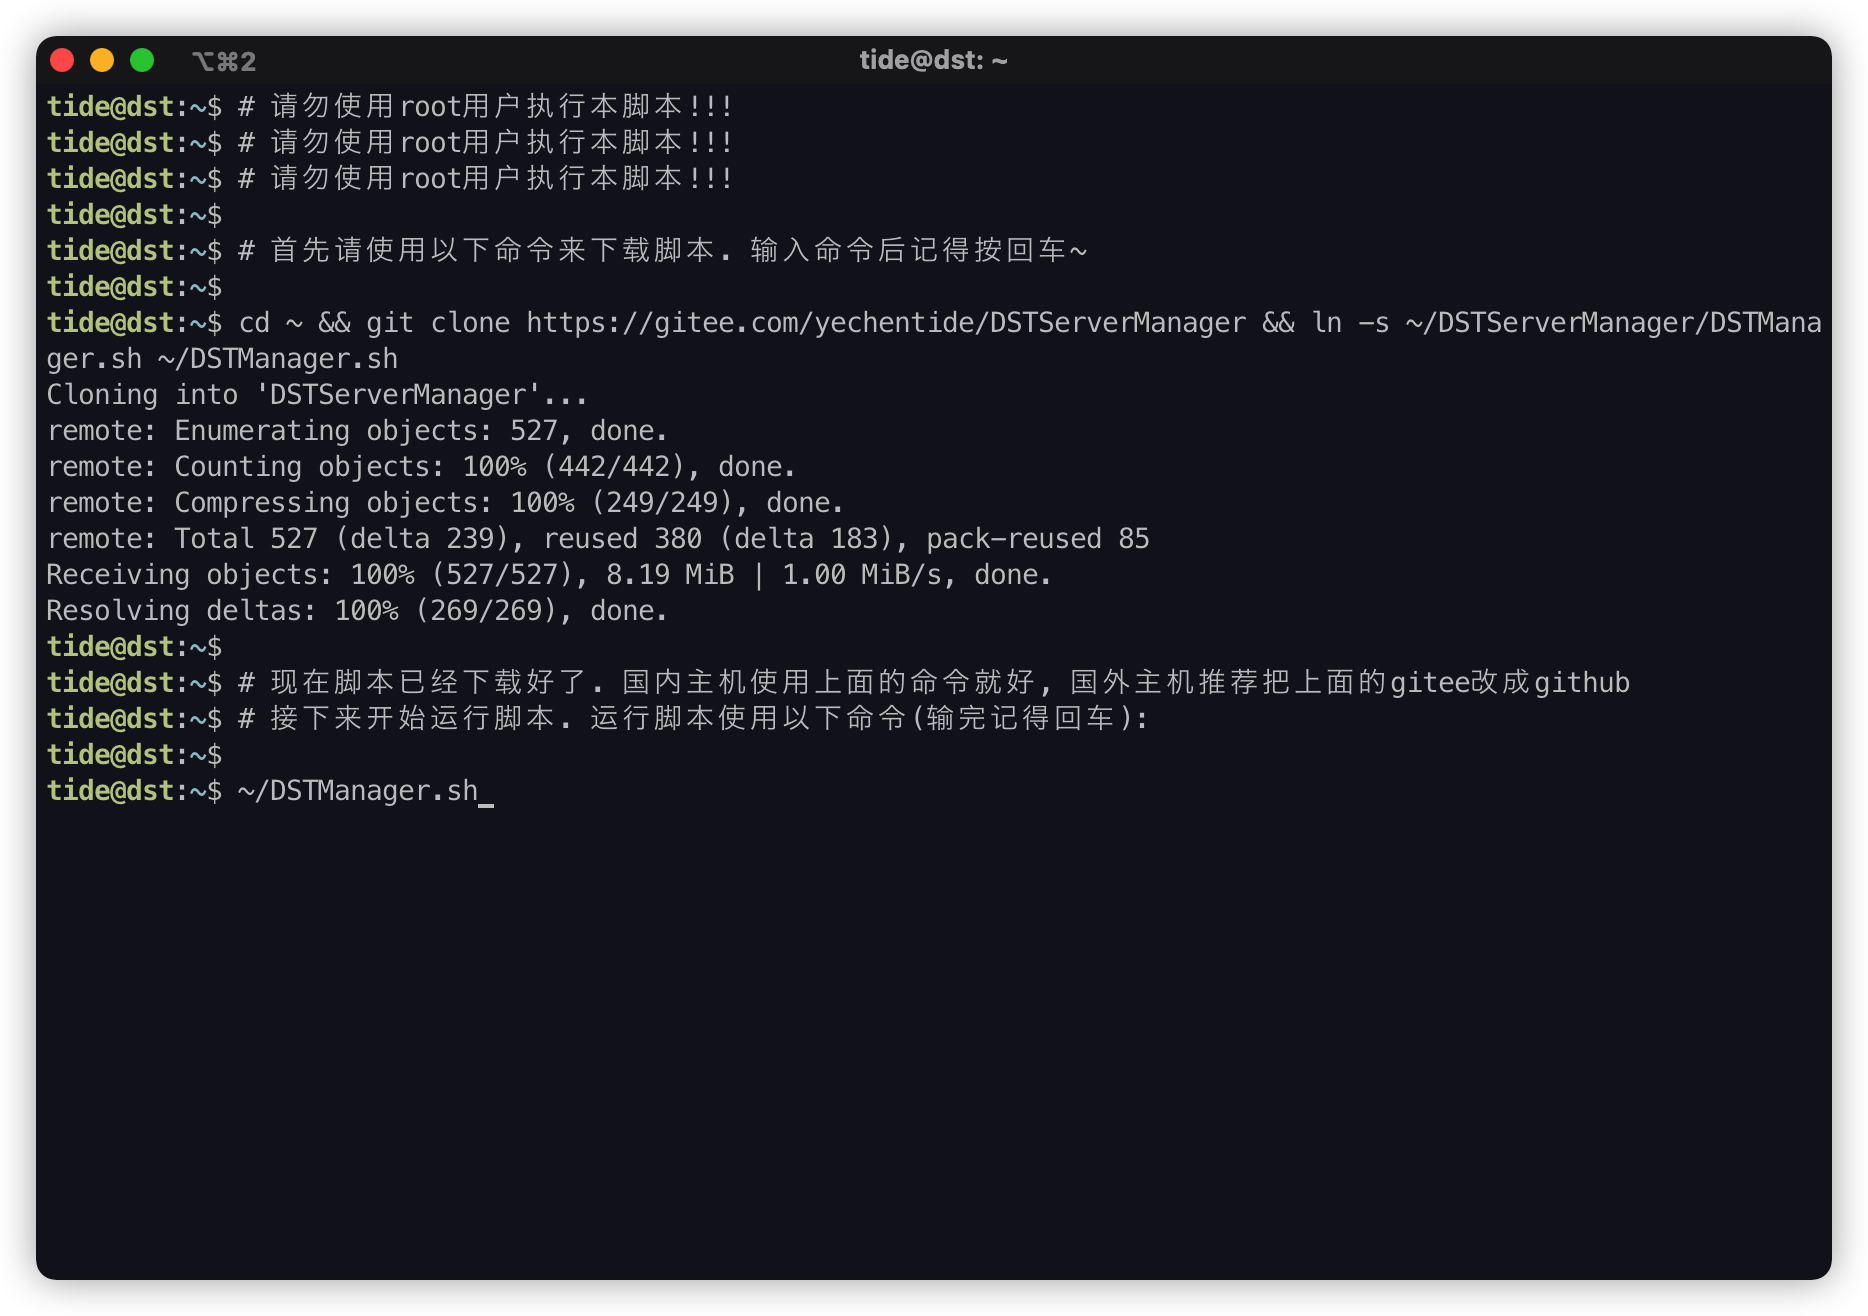 ⌥⌘2
tide@dst: ~
tide@dst:~$ # 请勿使用root用户执行本脚本!!!
tide@dst:~$ # 请勿使用root用户执行本脚本!!!
tide@dst:~$ # 请勿使用root用户执行本脚本!!!
tide@dst:~$
tide@dst:~$ # 首先请使用以下命令来下载脚本. 输入命令后记得按回车~
tide@dst:~$
tide@dst:~$ cd ~ && git clone https://gitee.com/yechentide/DSTServerManager && ln -s ~/DSTServerManager/DSTMana
ger.sh ~/DSTManager.sh
Cloning into 'DSTServerManager'...
remote: Enumerating objects: 527, done.
remote: Counting objects: 100% (442/442), done.
remote: Compressing objects: 100% (249/249), done.
remote: Total 527 (delta 239), reused 380 (delta 183), pack-reused 85
Receiving objects: 100% (527/527), 8.19 MiB | 1.00 MiB/s, done.
Resolving deltas: 100% (269/269), done.
tide@dst:~$
tide@dst:~$ # 现在脚本已经下载好了. 国内主机使用上面的命令就好, 国外主机推荐把上面的gitee改成github
tide@dst:~$ # 接下来开始运行脚本. 运行脚本使用以下命令(输完记得回车):
tide@dst:~$
tide@dst:~$ ~/DSTManager.sh